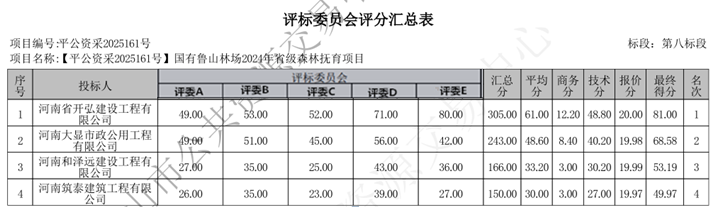 评标委员会评分汇总表
项目编号:平公资采2025161号 标段：第八标段
项目名称:【平公资采2025161号】国有鲁山林场2024年省级森林抚育项目
序号 投标人 评标委员会 汇总分 平均分 商务分 技术分 报价分 最终得分 名次
评委A 评委B 评委C 评委D 评委E
1 河南省开弘建设工程有限公司 49.00 53.00 52.00 71.00 80.00 305.00 61.00 12.20 48.80 20.00 81.00 1
2 河南大显市政公用工程有限公司 49.00 51.00 45.00 56.00 42.00 243.00 48.60 8.40 40.20 19.98 68.58 2
3 河南和泽远建设工程有限公司 27.00 35.00 25.00 43.00 36.00 166.00 33.20 3.00 30.20 19.99 53.19 3
4 河南筑泰建筑工程有限公司 26.00 35.00 23.00 39.00 27.00 150.00 30.00 3.00 27.00 19.97 49.97 4